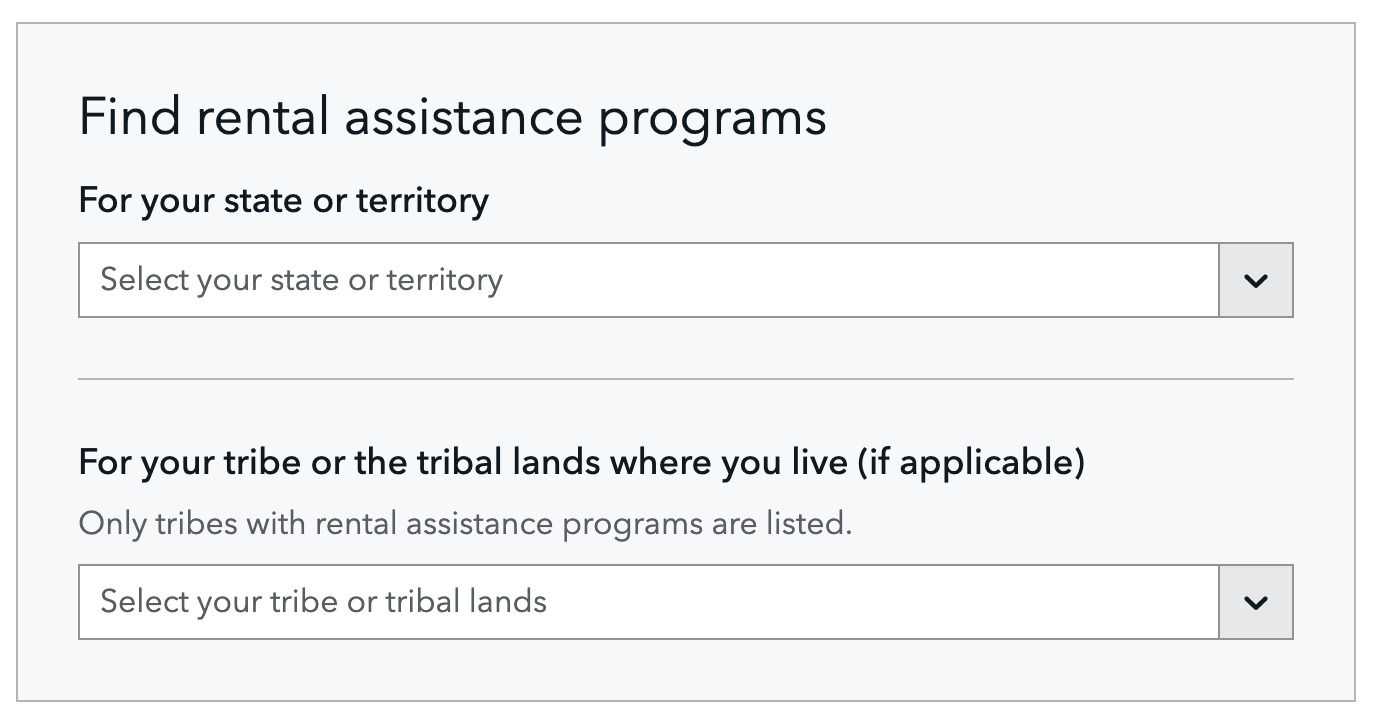 Find rental assistance programs
For your state or territory
Select your state or territory
For your tribe or the tribal lands where you live (if applicable)
Only tribes with rental assistance programs are listed.
Select your tribe or tribal lands